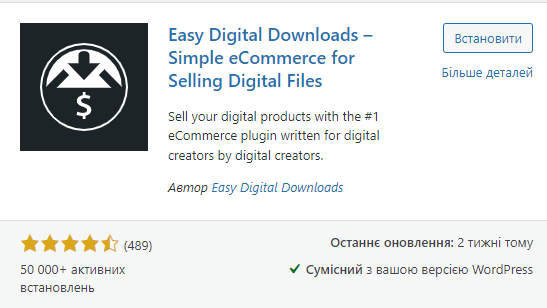 Easy Digital Downloads –
Simple eCommerce for
Selling Digital Files
Встановити
Більше деталей
Sell your digital products with the #1
eCommerce plugin written for digital
creators by digital creators.
Автор Easy Digital Downloads
$
(489)
50 000+ активних
встановлень
Останнє оновлення: 2 тижні тому
Сумісний з вашою версією WordPress